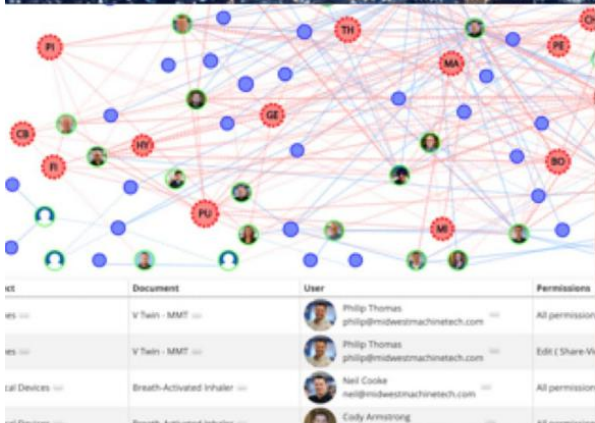 TH
CH
PI
PE
MA
GE
CB
HY
FI
BO
PU
MI
ct Document User Permissions
es V Twin - MMT Philip Thomas All permission
philip@midwestmachinetech.com
es V Twin - MMT Philip Thomas Edit ( Share-Vi
philip@midwestmachinetech.com
cal Devices Breath-Activated Inhaler Neil Cooke All permission
neil@midwestmachinetech.com
Cody Armstrong